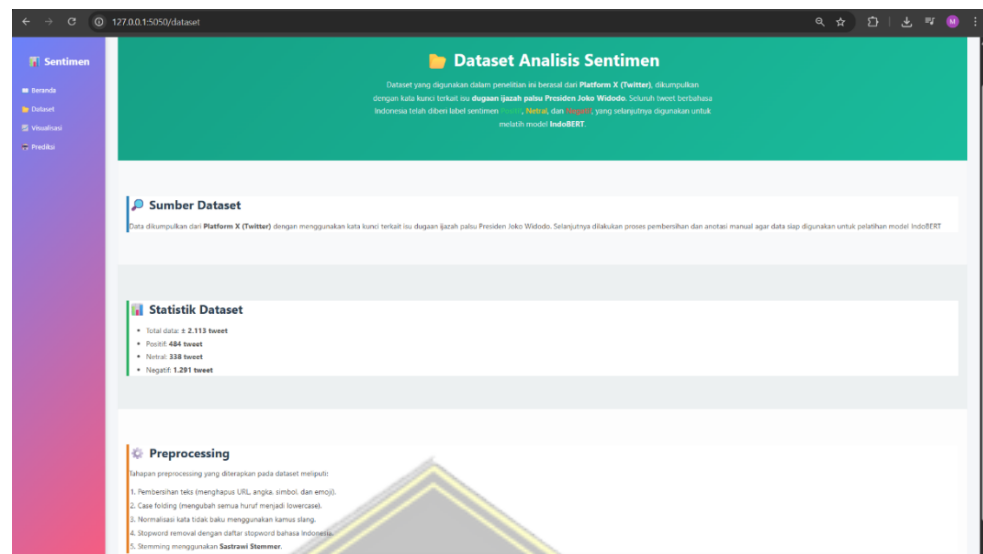 127.0.0.1:5050/dataset
M
Sentimen
Beranda
Dataset
Visualisasi
Prediksi
Dataset Analisis Sentimen
Dataset yang digunakan dalam penelitian ini berasal dari Platform X (Twitter), dikumpulkan
dengan kata kunci terkait isu dugaan ijazah palsu Presiden Joko Widodo. Seluruh tweet berbahasa
Indonesia telah diberi label sentimen Positif, Netral, dan Negatif, yang selanjutnya digunakan untuk
melatih model IndoBERT.
Sumber Dataset
Data dikumpulkan dari Platform X (Twitter) dengan menggunakan kata kunci terkait isu dugaan ijazah palsu Presiden Joko Widodo. Selanjutnya dilakukan proses pembersihan dan anotasi manual agar data siap digunakan untuk pelatihan model IndoBERT
Statistik Dataset
Total data: ± 2.113 tweet
Positif: 484 tweet
Netral: 338 tweet
Negatif: 1.291 tweet
Preprocessing
Tahapan preprocessing yang diterapkan pada dataset meliputi:
1. Pembersihan teks (menghapus URL, angka, simbol, dan emoji).
2. Case folding (mengubah semua huruf menjadi lowercase).
3. Normalisasi kata tidak baku menggunakan kamus slang.
4. Stopword removal dengan daftar stopword bahasa Indonesia.
5. Stemming menggunakan Sastrawi Stemmer.